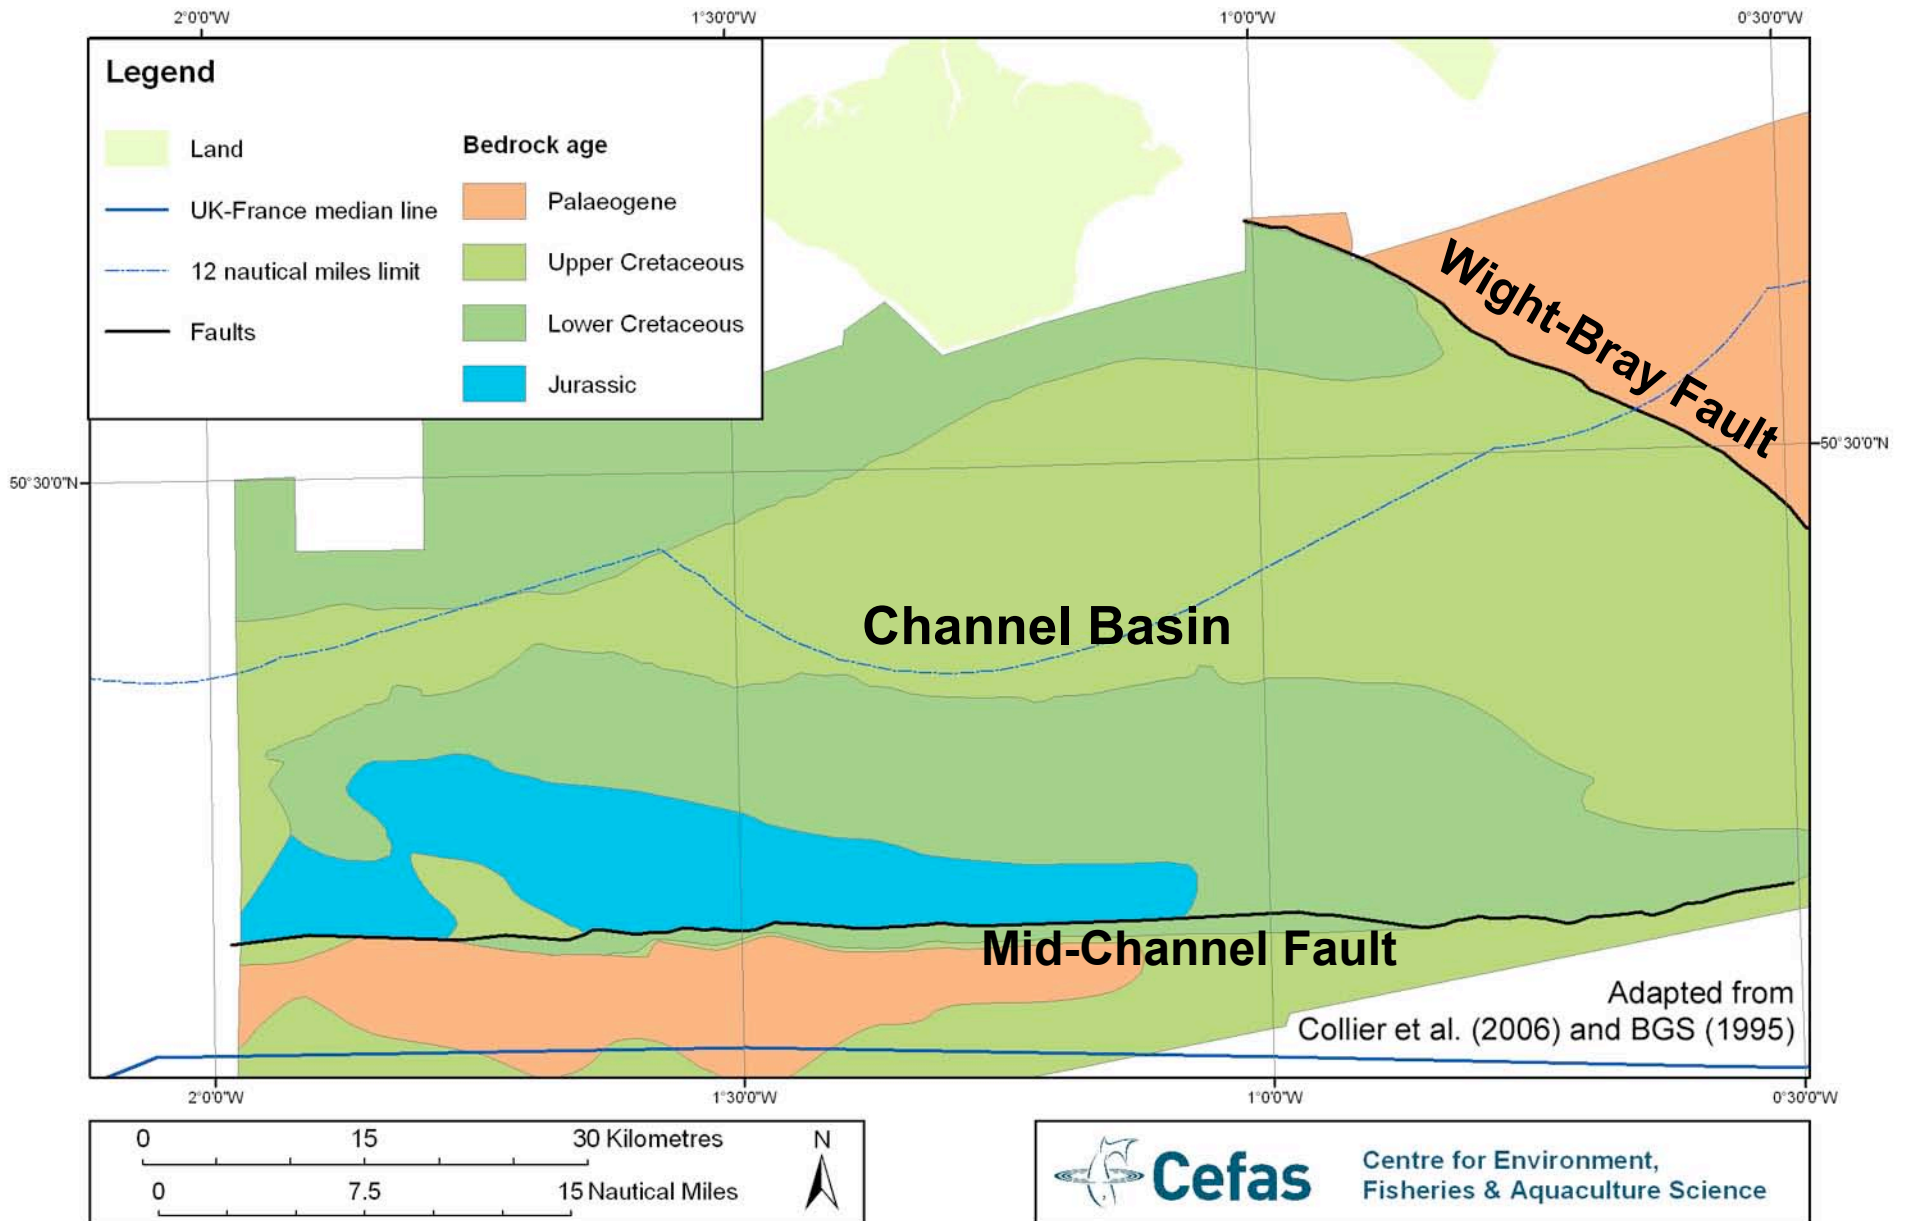 2°0'0"W
1°30'0"W
1°0'0"W
0°30'0"W
Legend
Land
UK-France median line
12 nautical miles limit
Faults
Bedrock age
Palaeogene
Upper Cretaceous
Lower Cretaceous
Jurassic
Wight-Bray Fault
50°30'0"N
50°30'0"N
Channel Basin
Mid-Channel Fault
Adapted from
Collier et al. (2006) and BGS (1995)
2°0'0"W
1°30'0"W
1°0'0"W
0°30'0"W
0 15 30 Kilometres
0 7.5 15 Nautical Miles
N
Cefas
Centre for Environment,
Fisheries & Aquaculture Science